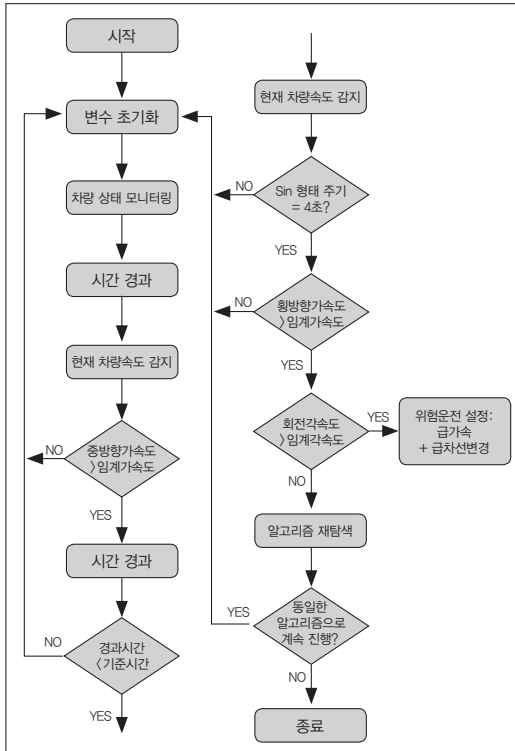 시작
변수 초기화
차량 상태 모니터링
시간 경과
현재 차량속도 감지
중방향가속도
>임계가속도
NO
YES
시간 경과
경과시간
<기준시간
NO
YES
현재 차량속도 감지
Sin 형태 주기
= 4초?
NO
YES
횡방향가속도
>임계가속도
NO
YES
회전각속도
>임계각속도
YES
위험운전 설정:
급가속
+ 급차선변경
NO
알고리즘 재탐색
동일한
알고리즘으로
계속 진행?
YES
NO
종료